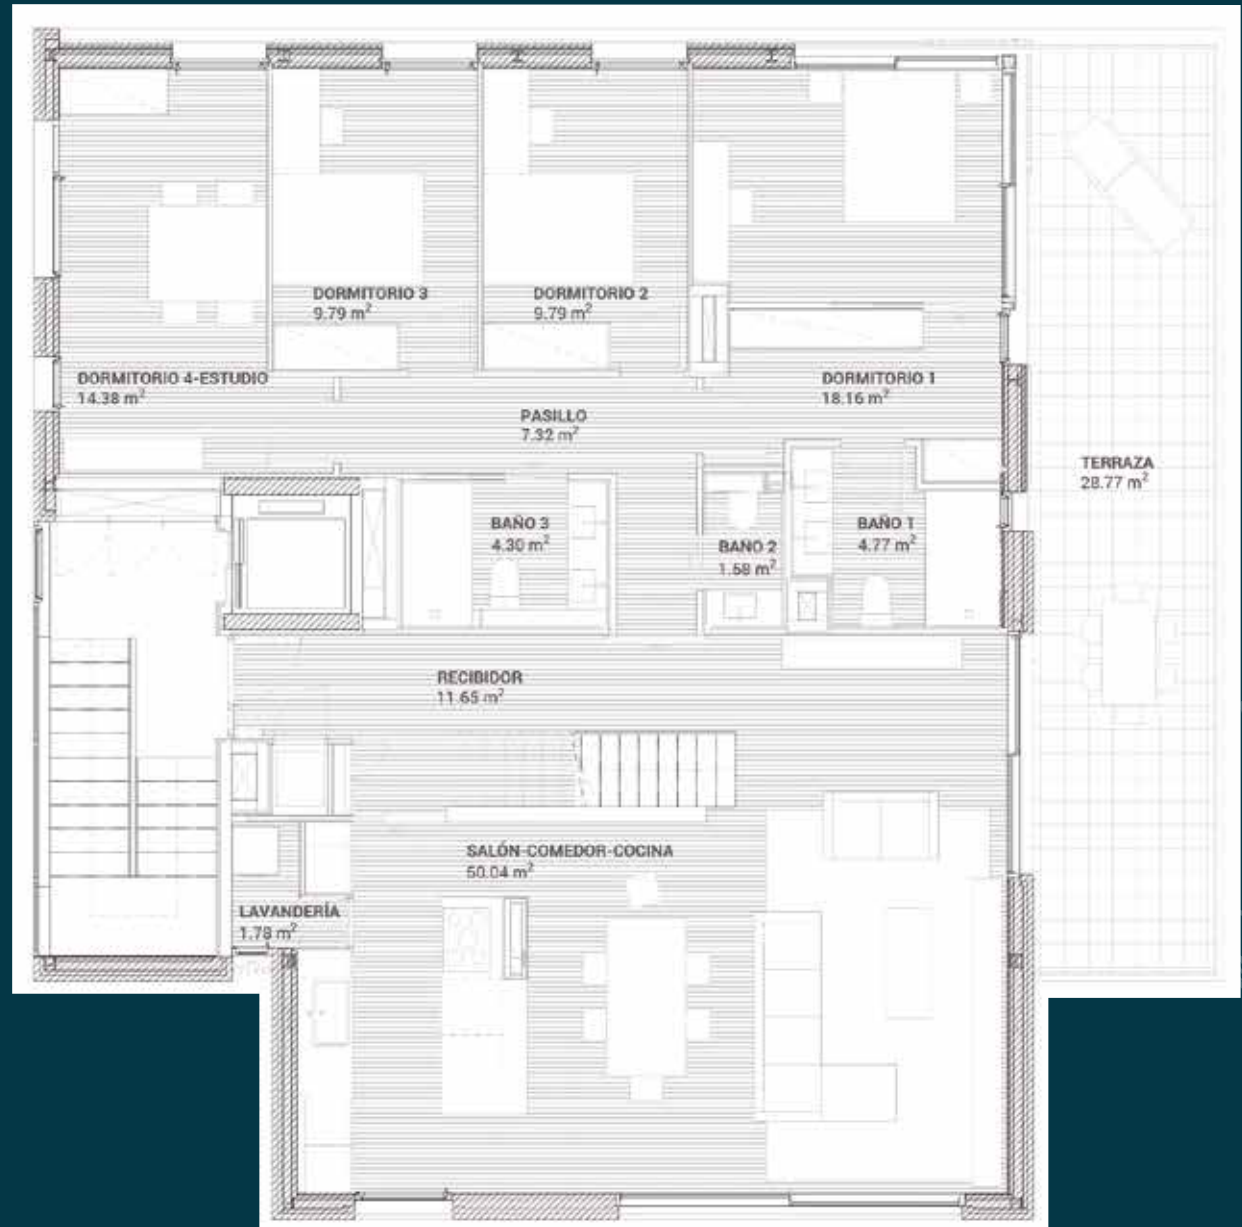 DORMITORIO 3
9.79 m²
DORMITORIO 2
9.79 m²
DORMITORIO 4-ESTUDIO
14.38 m²
DORMITORIO 1
18.16 m²
PASILLO
7.32 m²
TERRAZA
28.77 m²
BAÑO 3
4.30 m²
BAÑO 2
1.58 m²
BAÑO 1
4.77 m²
RECIBIDOR
11.65 m²
SALÓN-COMEDOR-COCINA
50.04 m²
LAVANDERÍA
1.78 m²